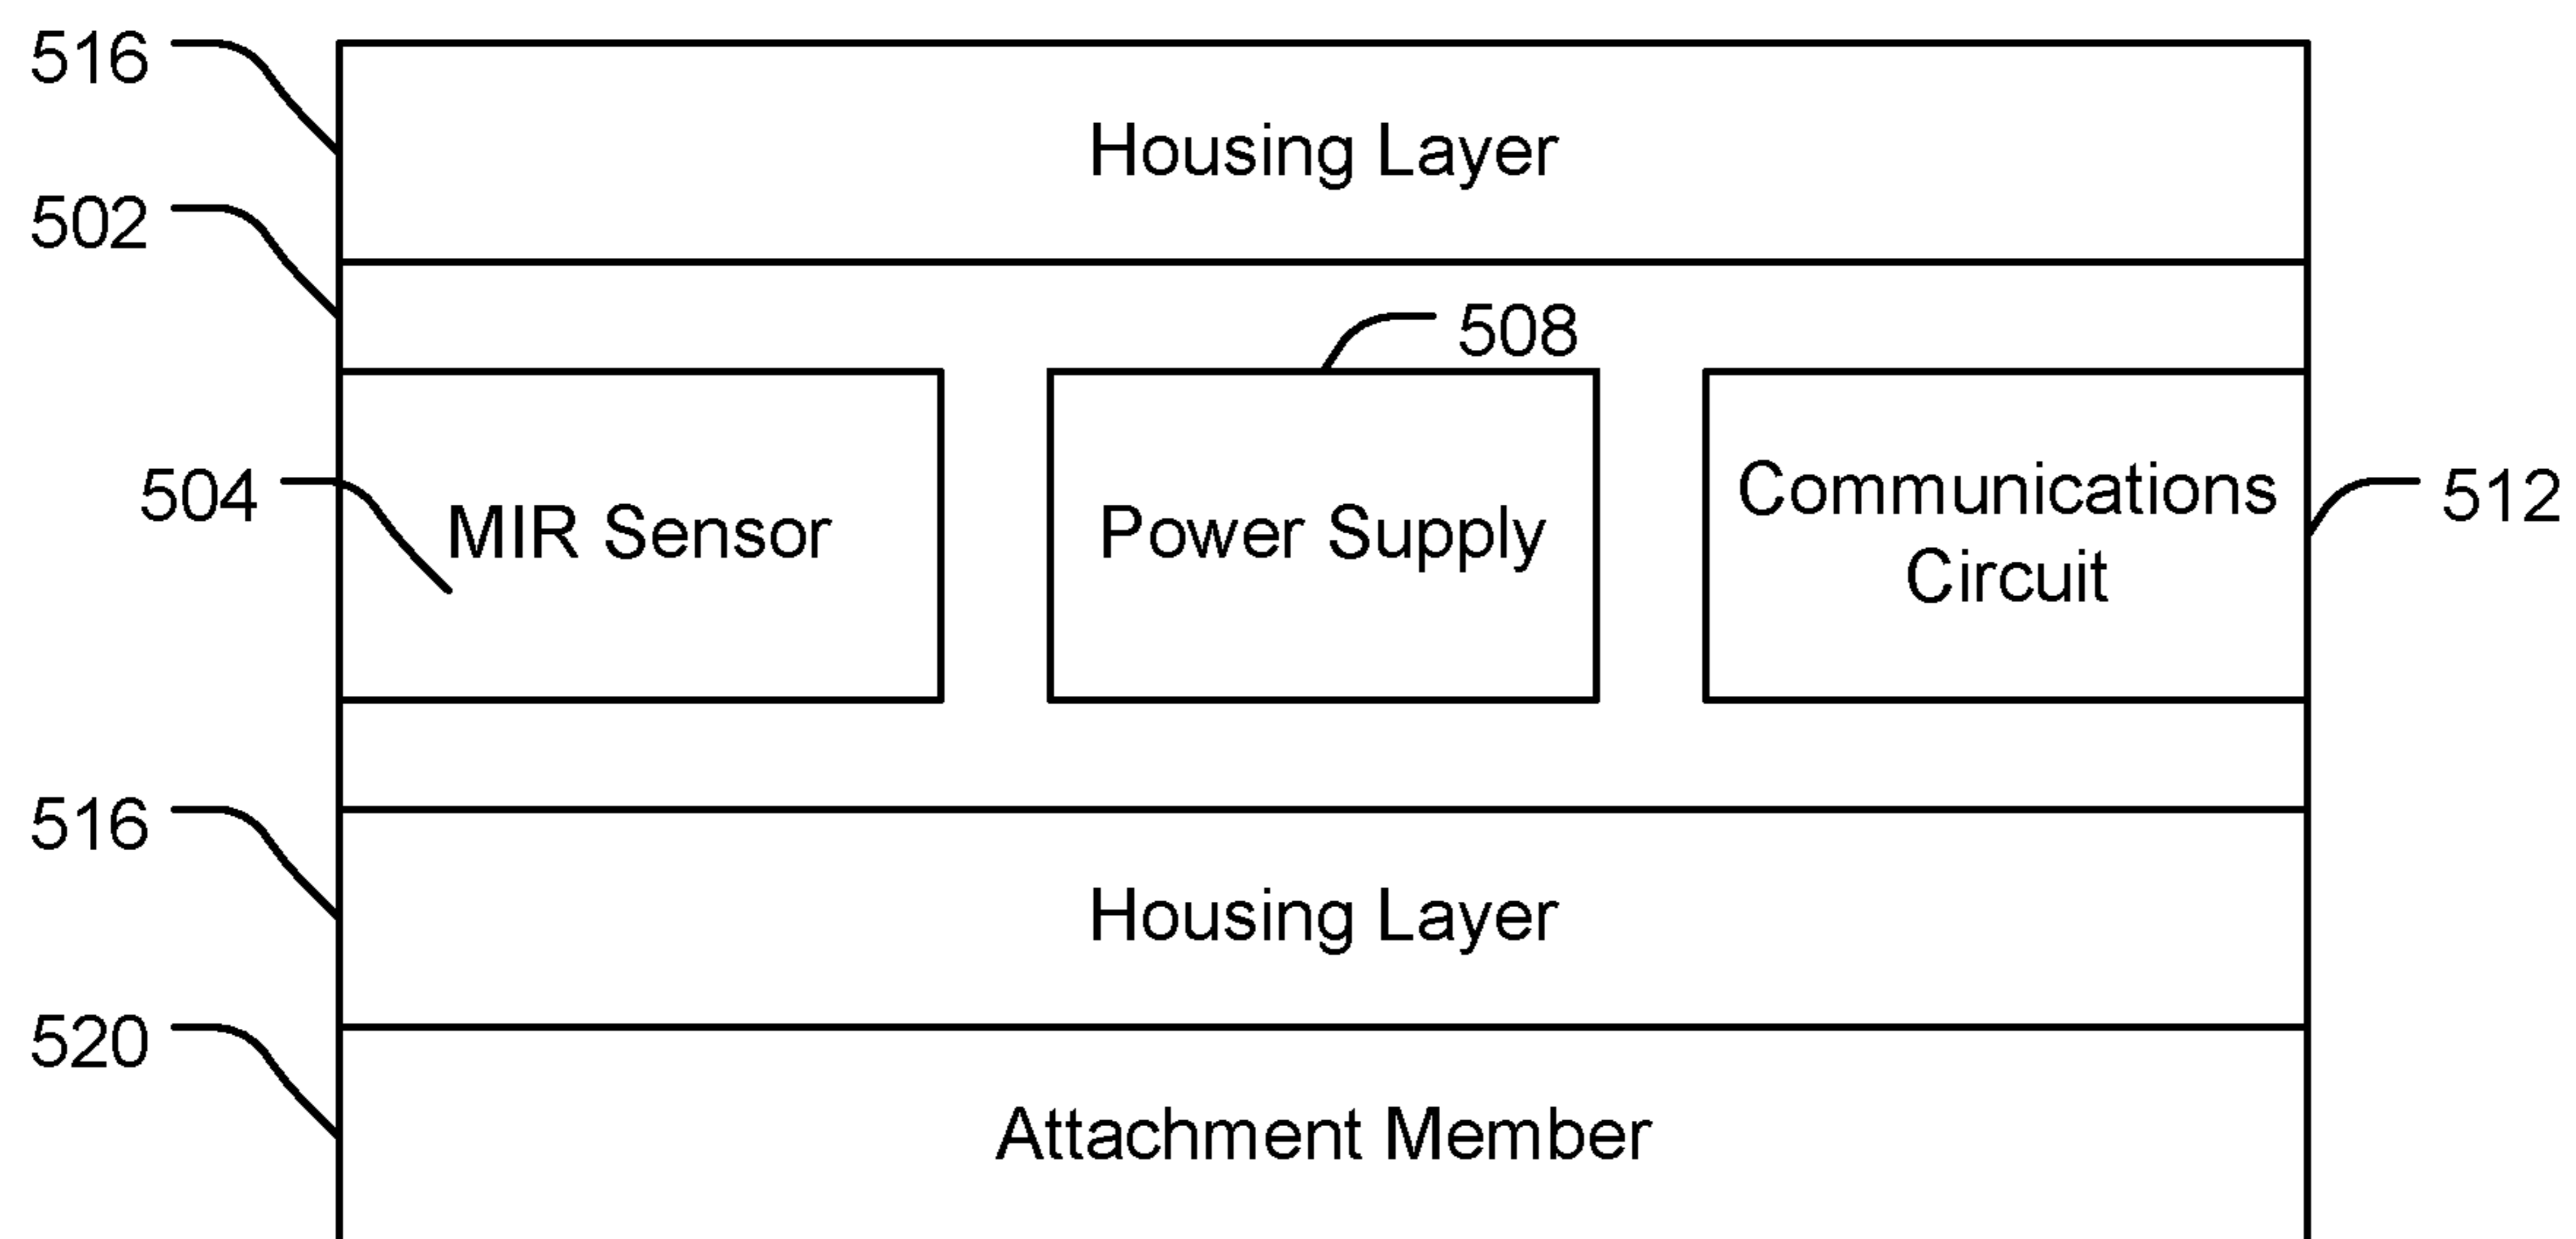 516
Housing Layer
502
508
504
MIR Sensor
Power Supply
Communications
Circuit
512
516
Housing Layer
520
Attachment Member